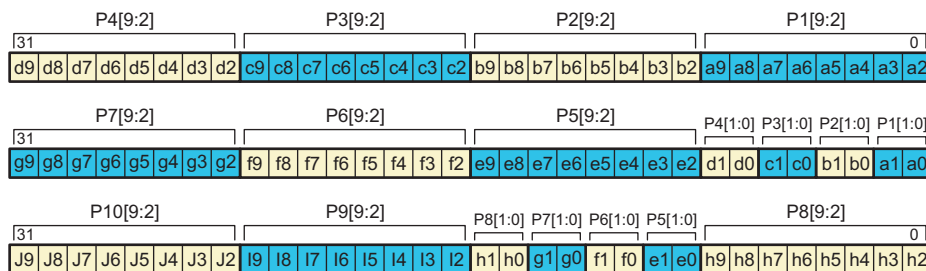 P4[9:2] P3[9:2] P2[9:2] P1[9:2]
31 0
d9 d8 d7 d6 d5 d4 d3 d2 c9 c8 c7 c6 c5 c4 c3 c2 b9 b8 b7 b6 b5 b4 b3 b2 a9 a8 a7 a6 a5 a4 a3 a2
P7[9:2] P6[9:2] P5[9:2] P4[1:0] P3[1:0] P2[1:0] P1[1:0]
31 0
g9 g8 g7 g6 g5 g4 g3 g2 f9 f8 f7 f6 f5 f4 f3 f2 e9 e8 e7 e6 e5 e4 e3 e2 d1 d0 c1 c0 b1 b0 a1 a0
P10[9:2] P9[9:2] P8[1:0] P7[1:0] P6[1:0] P5[1:0] P8[9:2]
31 0
J9 J8 J7 J6 J5 J4 J3 J2 I9 I8 I7 I6 I5 I4 I3 I2 h1 h0 g1 g0 f1 f0 e1 e0 h9 h8 h7 h6 h5 h4 h3 h2